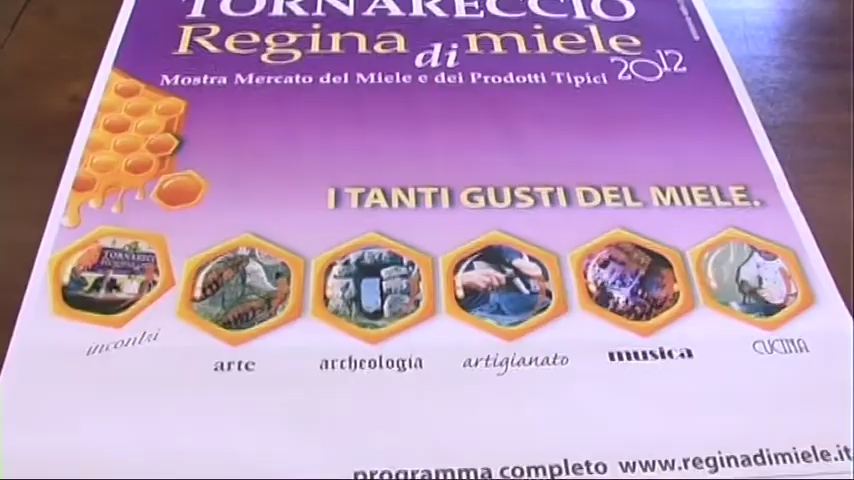 TORNARECCIO
Regina di miele 2012
Mostra Mercato del Miele e dei Prodotti Tipici
I TANTI GUSTI DEL MIELE.
incontri
arte
archeologia
artigianato
musica
CUCINA
programma completo www.reginadimiele.it